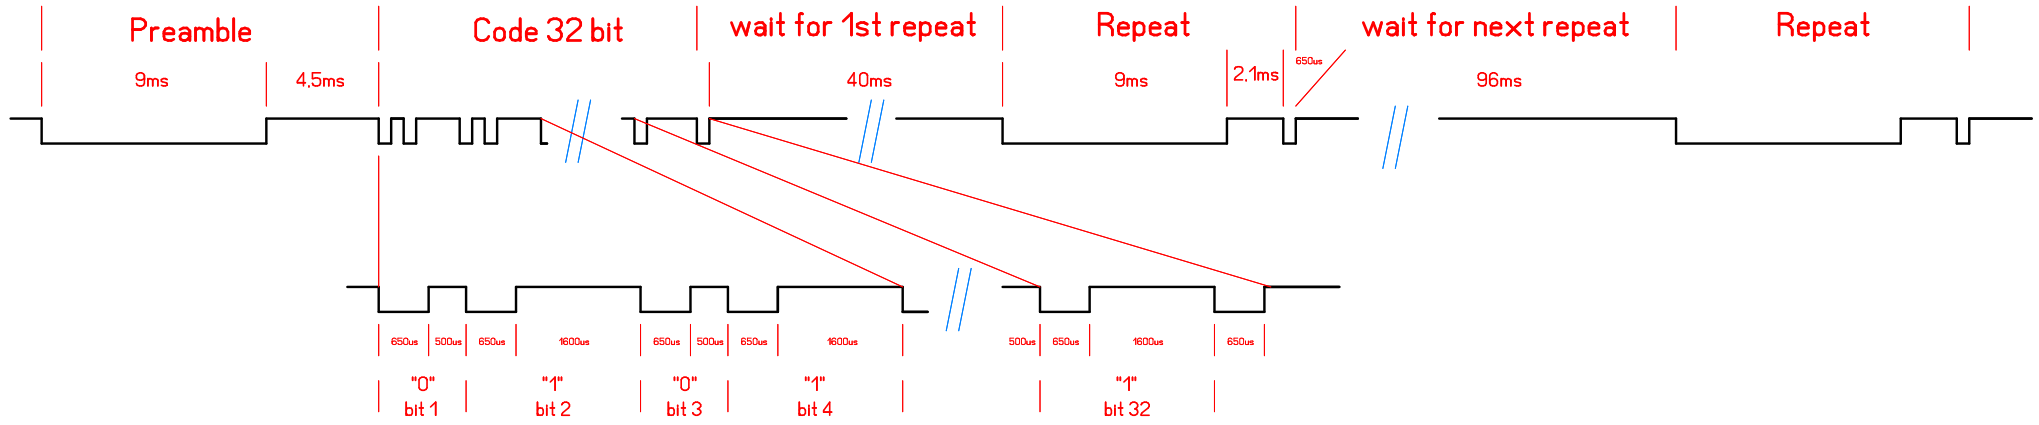 Preamble Code 32 bit wait for 1st repeat Repeat wait for next repeat Repeat
9ms 4,5ms 40ms 9ms 2,1ms 650us 96ms
650us 500us 650us 1600us 650us 500us 650us 1600us 500us 650us 1600us 650us
"0" "1" "0" "1" "1"
bit 1 bit 2 bit 3 bit 4 bit 32